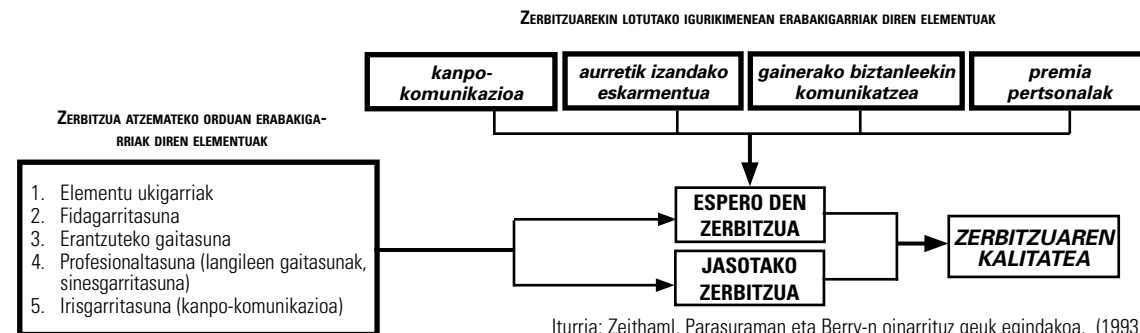 ZERBITZUAREKIN LOTUTAKO IGURIKIMENEAN ERABAKIGARRIAK DIREN ELEMENTUAK
kanpo-
komunikazioa
aurretik izandako
eskarmentua
gainerako biztanleekin
komunikatzea
premia
pertsonalak
ZERBITZUA ATZEMATEKO ORDUAN ERABAKIGA-
RRIAK DIREN ELEMENTUAK
1. Elementu ukigarriak
2. Fidagarritasuna
3. Erantzuteko gaitasuna
4. Profesionaltasuna (langileen gaitasunak,
sinesgarritasuna)
5. Irisgarritasuna (kanpo-komunikazioa)
ESPERO DEN
ZERBITZUA
JASOTAKO
ZERBITZUA
ZERBITZUAREN
KALITATEA
Iturria: Zeithaml, Parasuraman eta Berry-n oinarrituz geuk egindakoa. (1993